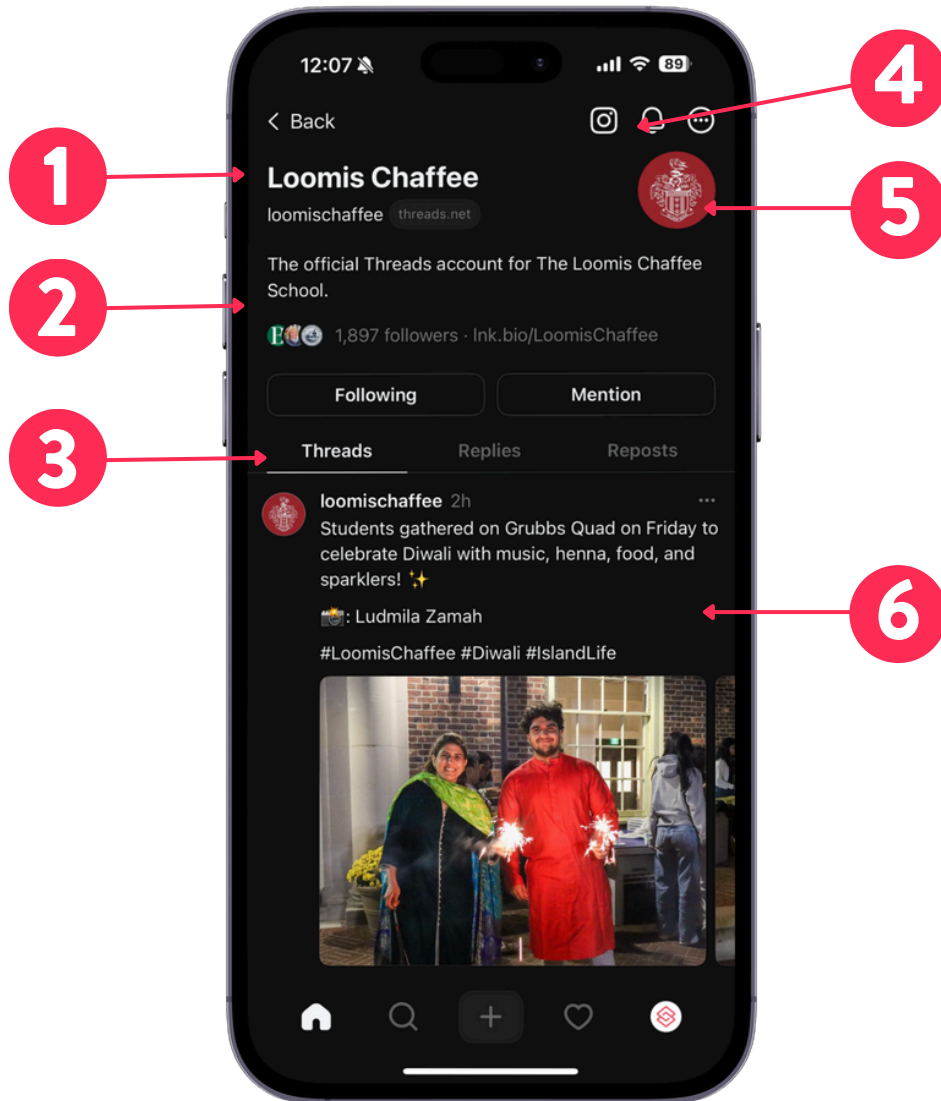 12:07
89
Back
1
4
Loomis Chaffee
5
loomischaffee threads.net
2
The official Threads account for The Loomis Chaffee
School.
1,897 followers · lnk.bio/LoomisChaffee
Following Mention
3
Threads Replies Reposts
loomischaffee 2h
Students gathered on Grubbs Quad on Friday to
celebrate Diwali with music, henna, food, and
sparklers! ✨
6
📸: Ludmila Zamah
#LoomisChaffee #Diwali #IslandLife